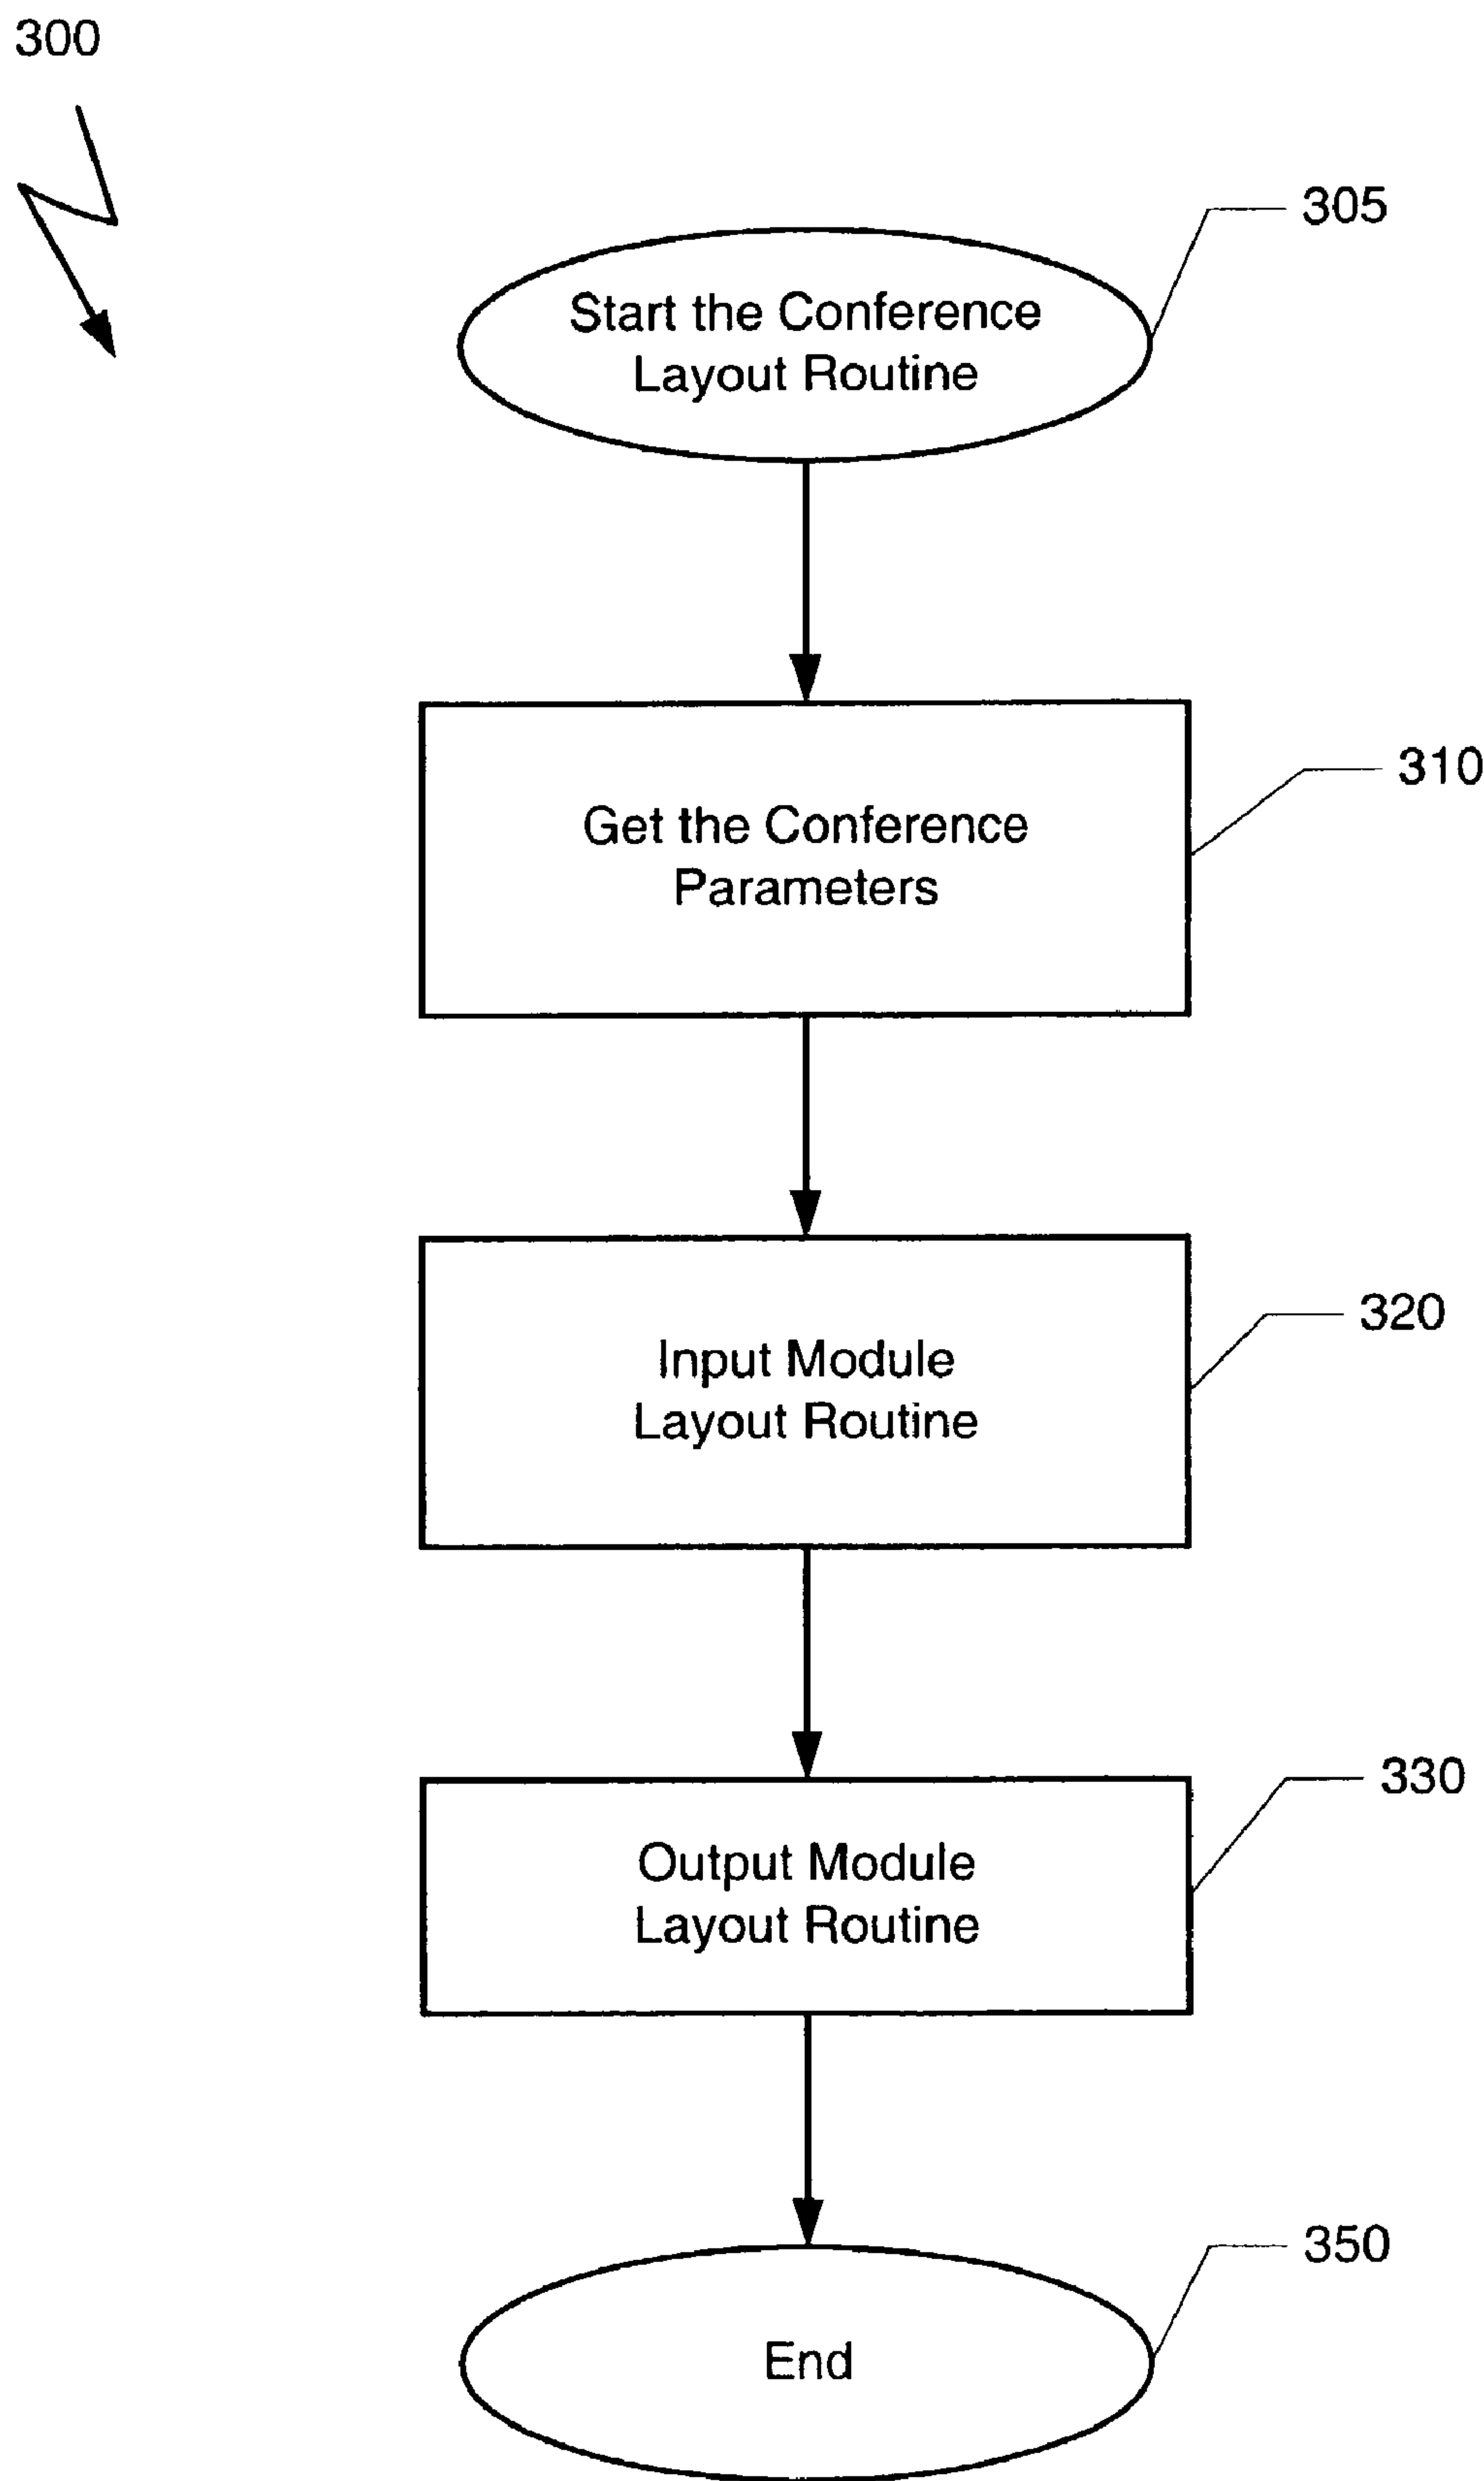 300
305
Start the Conference
Layout Routine
310
Get the Conference
Parameters
320
Input Module
Layout Routine
330
Output Module
Layout Routine
350
End